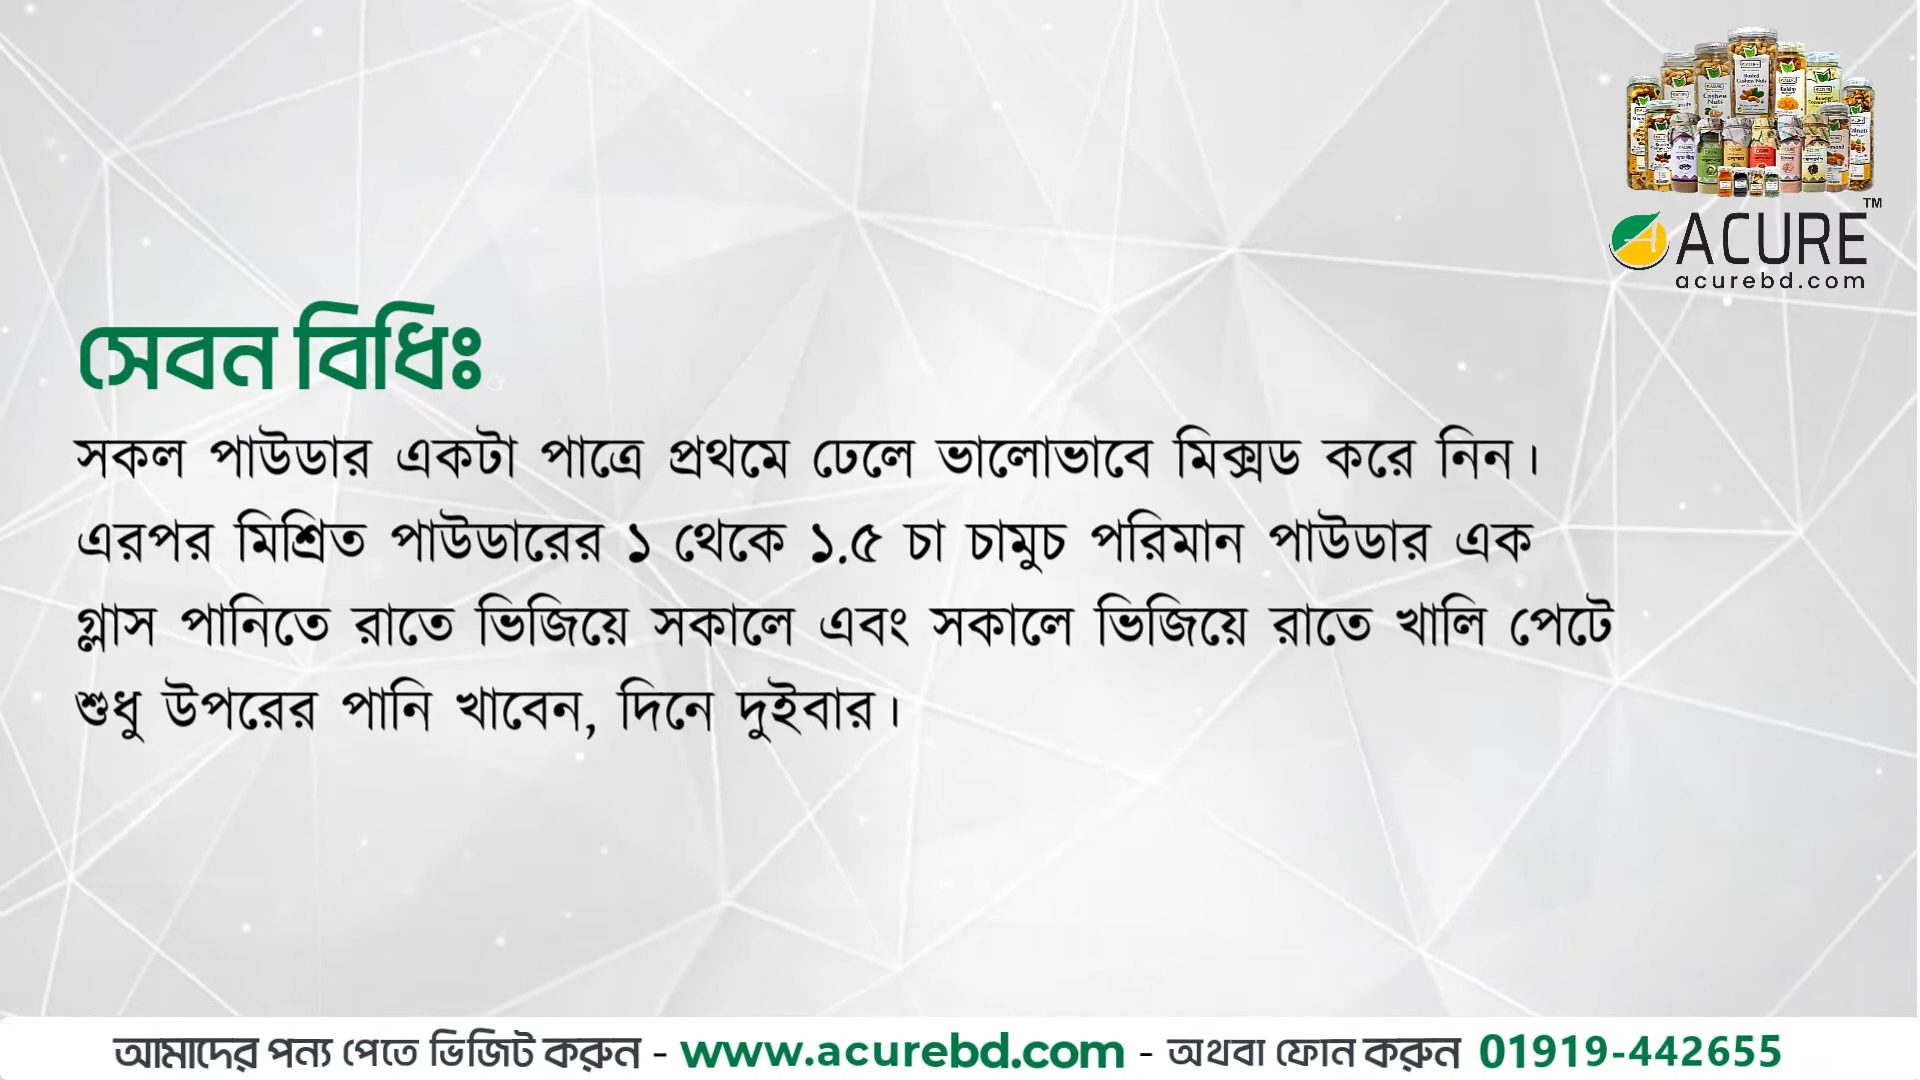 ACURE™
acurebd.com
সেবন বিধিঃ
সকল পাউডার একটা পাত্রে প্রথমে ঢেলে ভালোভাবে মিক্সড করে নিন।
এরপর মিশ্রিত পাউডারের ১ থেকে ১.৫ চা চামুচ পরিমান পাউডার এক
গ্লাস পানিতে রাতে ভিজিয়ে সকালে এবং সকালে ভিজিয়ে রাতে খালি পেটে
শুধু উপরের পানি খাবেন, দিনে দুইবার।
আমাদের পন্য পেতে ভিজিট করুন - www.acurebd.com - অথবা ফোন করুন 01919-442655